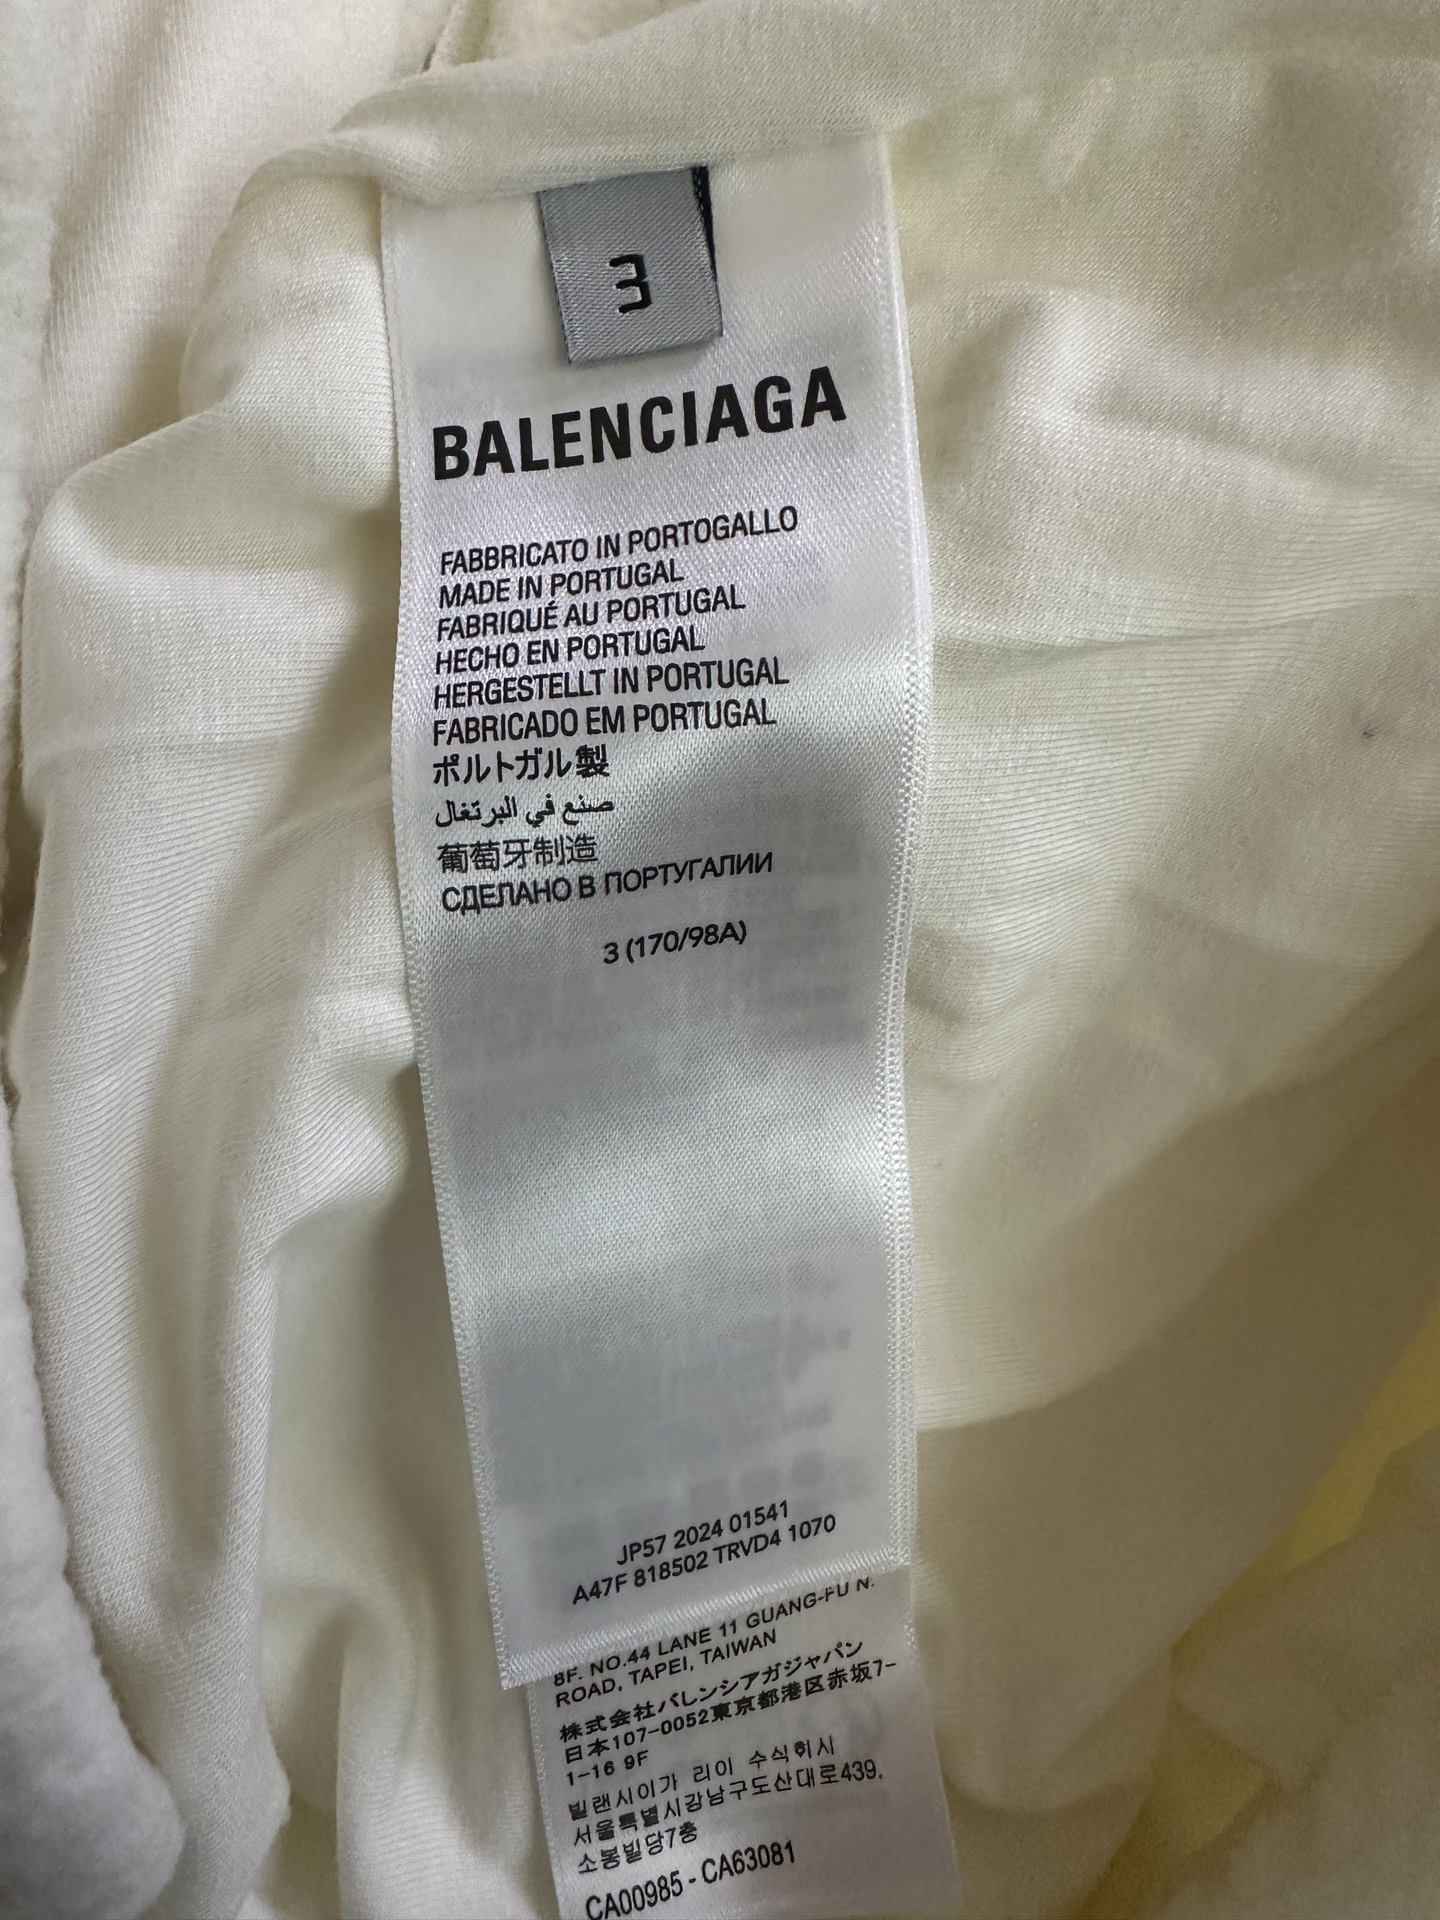 3
BALENCIAGA
FABBRICATO IN PORTOGALLO
MADE IN PORTUGAL
FABRIQUÉ AU PORTUGAL
HECHO EN PORTUGAL
HERGESTELLT IN PORTUGAL
FABRICADO EM PORTUGAL
ポルトガル製
صنع في البرتغال
葡萄牙制造
СДЕЛАНО В ПОРТУГАЛИИ
3 (170/98A)
JP57 2024 01541
A47F 818502 TRVD4 1070
8F. NO.44 LANE 11 GUANG-FU N.
ROAD, TAPEI, TAIWAN
株式会社バレンシアガジャパン
日本107-0052東京都港区赤坂7-
1-16 9F
빌랜시이가 리이 수식히시
서울특별시강남구도산대로439,
소봉빌당7층
CA00985 - CA63081